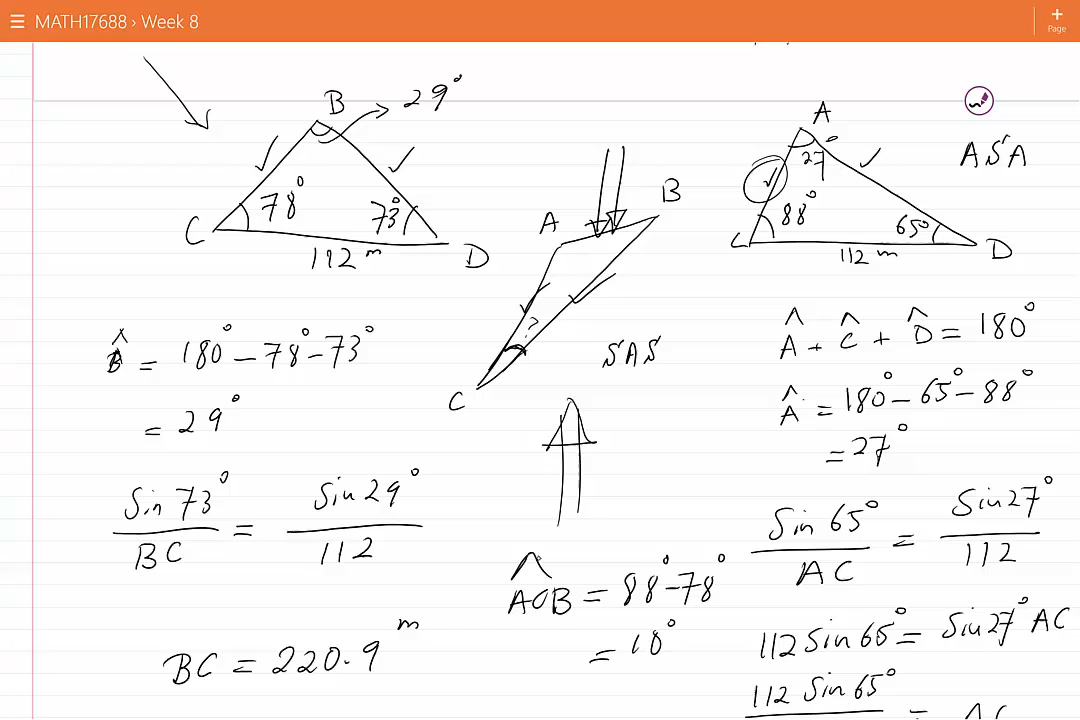 MATH17688 › Week 8
Page
B
29°
78°
73°
C
112 m
D
B̂ = 180° - 78° - 73°
= 29°
Sin 73° / BC = Sin 29° / 112
BC = 220.9 m
A
B
?
C
SAS
AĈB = 88° - 78°
= 10°
A
27°
ASA
88°
65°
C
112 m
D
Â + Ĉ + D̂ = 180°
Â = 180° - 65° - 88°
= 27°
Sin 65° / AC = Sin 27° / 112
112 Sin 65° = Sin 27° AC
112 Sin 65°
= AC